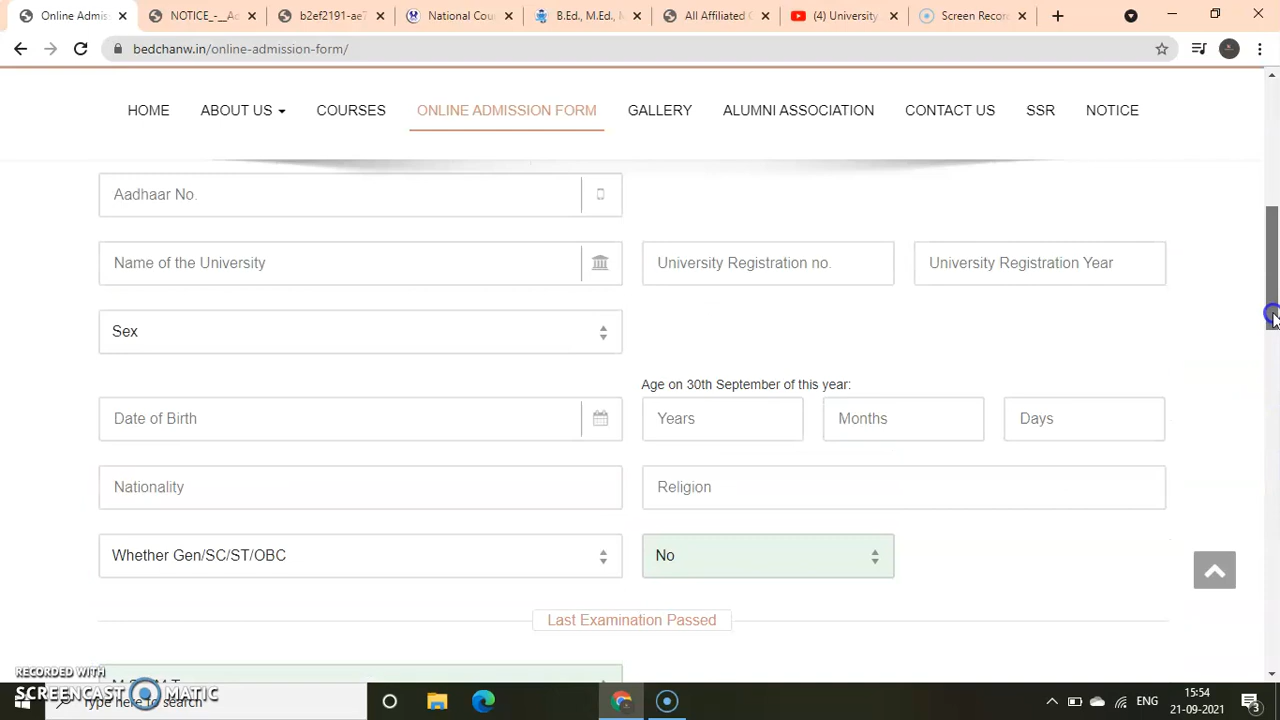 Online Admis
NOTICE_-__Ad
b2ef2191-ae7
National Cou
B.Ed., M.Ed., M
All Affiliated C
(4) University
Screen Recor
bedchanw.in/online-admission-form/
HOME
ABOUT US
COURSES
ONLINE ADMISSION FORM
GALLERY
ALUMNI ASSOCIATION
CONTACT US
SSR
NOTICE
Aadhaar No.
Name of the University
University Registration no.
University Registration Year
Sex
Age on 30th September of this year:
Date of Birth
Years
Months
Days
Nationality
Religion
Whether Gen/SC/ST/OBC
No
Last Examination Passed
RECORDED WITH
SCREENCAST MATIC
Type here to search
ENG
15:54
21-09-2021
3